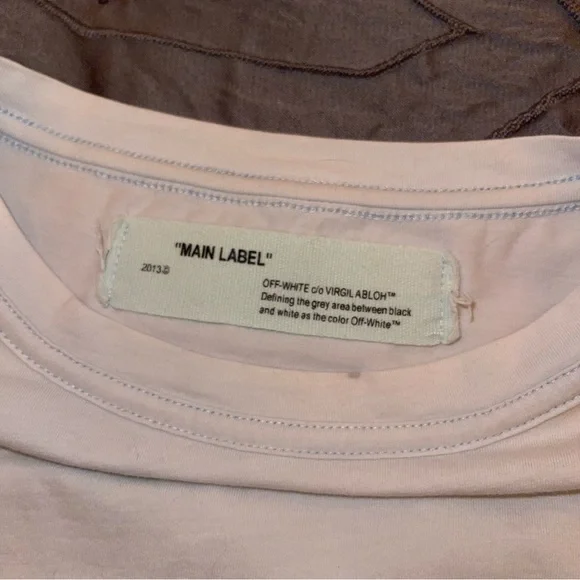 "MAIN LABEL"
2013©
OFF-WHITE c/o VIRGIL ABLOH™
Defining the grey area between black
and white as the color Off-White™